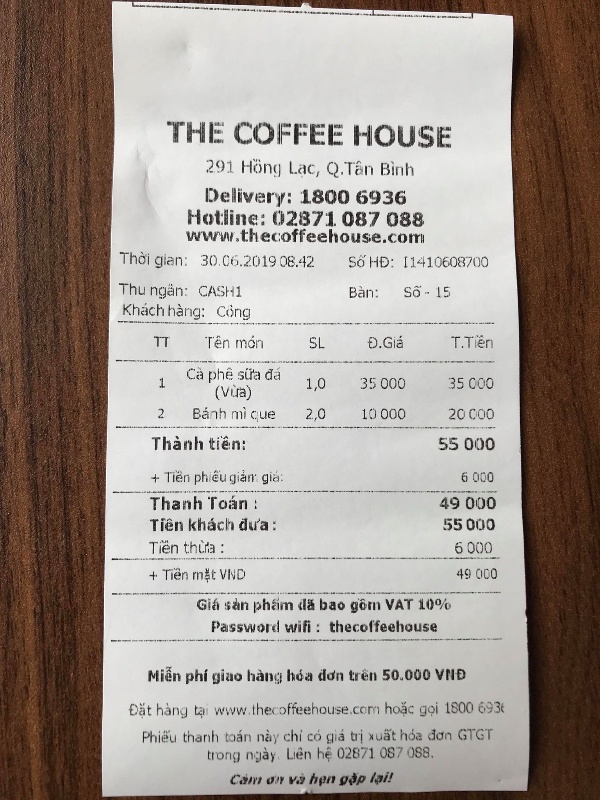 THE COFFEE HOUSE
291 Hồng Lạc, Q.Tân Bình
Delivery: 1800 6936
Hotline: 02871 087 088
www.thecoffeehouse.com
Thời gian: 30.06.2019 08.42 Số HĐ: I1410608700
Thu ngân: CASH1 Bàn: Số - 15
Khách hàng: Công
TT Tên món SL Đ.Giá T.Tiền
1 Cà phê sữa đá (Vừa) 1,0 35 000 35 000
2 Bánh mì que 2,0 10 000 20 000
Thành tiền: 55 000
+ Tiền phiếu giảm giá: 6 000
Thanh Toán : 49 000
Tiền khách đưa : 55 000
Tiền thừa : 6 000
+ Tiền mặt VND 49 000
Giá sản phẩm đã bao gồm VAT 10%
Password wifi : thecoffeehouse
Miễn phí giao hàng hóa đơn trên 50.000 VNĐ
Đặt hàng tại www.thecoffeehouse.com hoặc gọi 1800 693
Phiếu thanh toán này chỉ có giá trị xuất hóa đơn GTGT
trong ngày. Liên hệ 02871 087 088.
Cảm ơn và hẹn gặp lại!